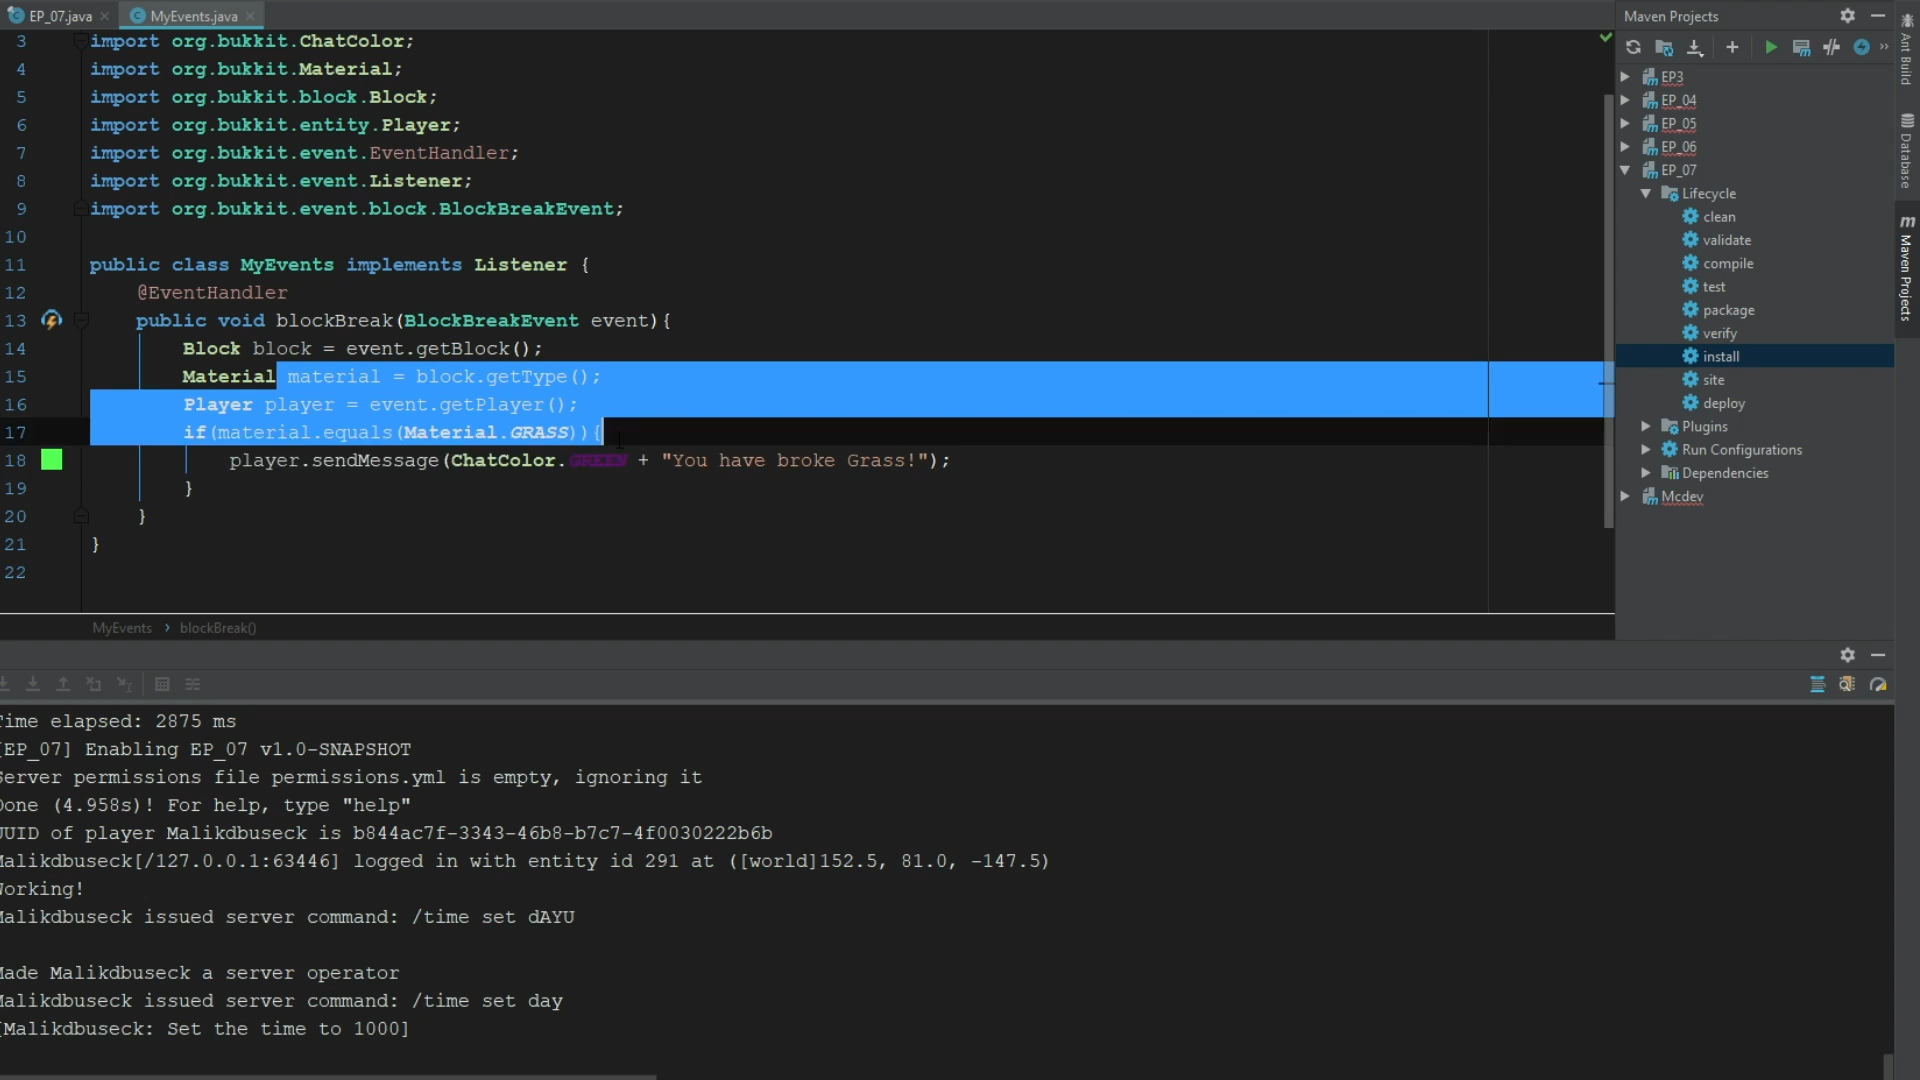 EP_07.java
MyEvents.java
3 import org.bukkit.ChatColor;
4 import org.bukkit.Material;
5 import org.bukkit.block.Block;
6 import org.bukkit.entity.Player;
7 import org.bukkit.event.EventHandler;
8 import org.bukkit.event.Listener;
9 import org.bukkit.event.block.BlockBreakEvent;
10
11 public class MyEvents implements Listener {
12 @EventHandler
13 public void blockBreak(BlockBreakEvent event){
14 Block block = event.getBlock();
15 Material material = block.getType();
16 Player player = event.getPlayer();
17 if(material.equals(Material.GRASS)){
18 player.sendMessage(ChatColor.GREEN + "You have broke Grass!");
19 }
20 }
21 }
22
MyEvents › blockBreak()
Maven Projects
EP3
EP_04
EP_05
EP_06
EP_07
Lifecycle
clean
validate
compile
test
package
verify
install
site
deploy
Plugins
Run Configurations
Dependencies
Mcdev
Ant Build
Database
Maven Projects
Time elapsed: 2875 ms
[EP_07] Enabling EP_07 v1.0-SNAPSHOT
Server permissions file permissions.yml is empty, ignoring it
Done (4.958s)! For help, type "help"
UUID of player Malikdbuseck is b844ac7f-3343-46b8-b7c7-4f0030222b6b
Malikdbuseck[/127.0.0.1:63446] logged in with entity id 291 at ([world]152.5, 81.0, -147.5)
Working!
Malikdbuseck issued server command: /time set dAYU
Made Malikdbuseck a server operator
Malikdbuseck issued server command: /time set day
[Malikdbuseck: Set the time to 1000]